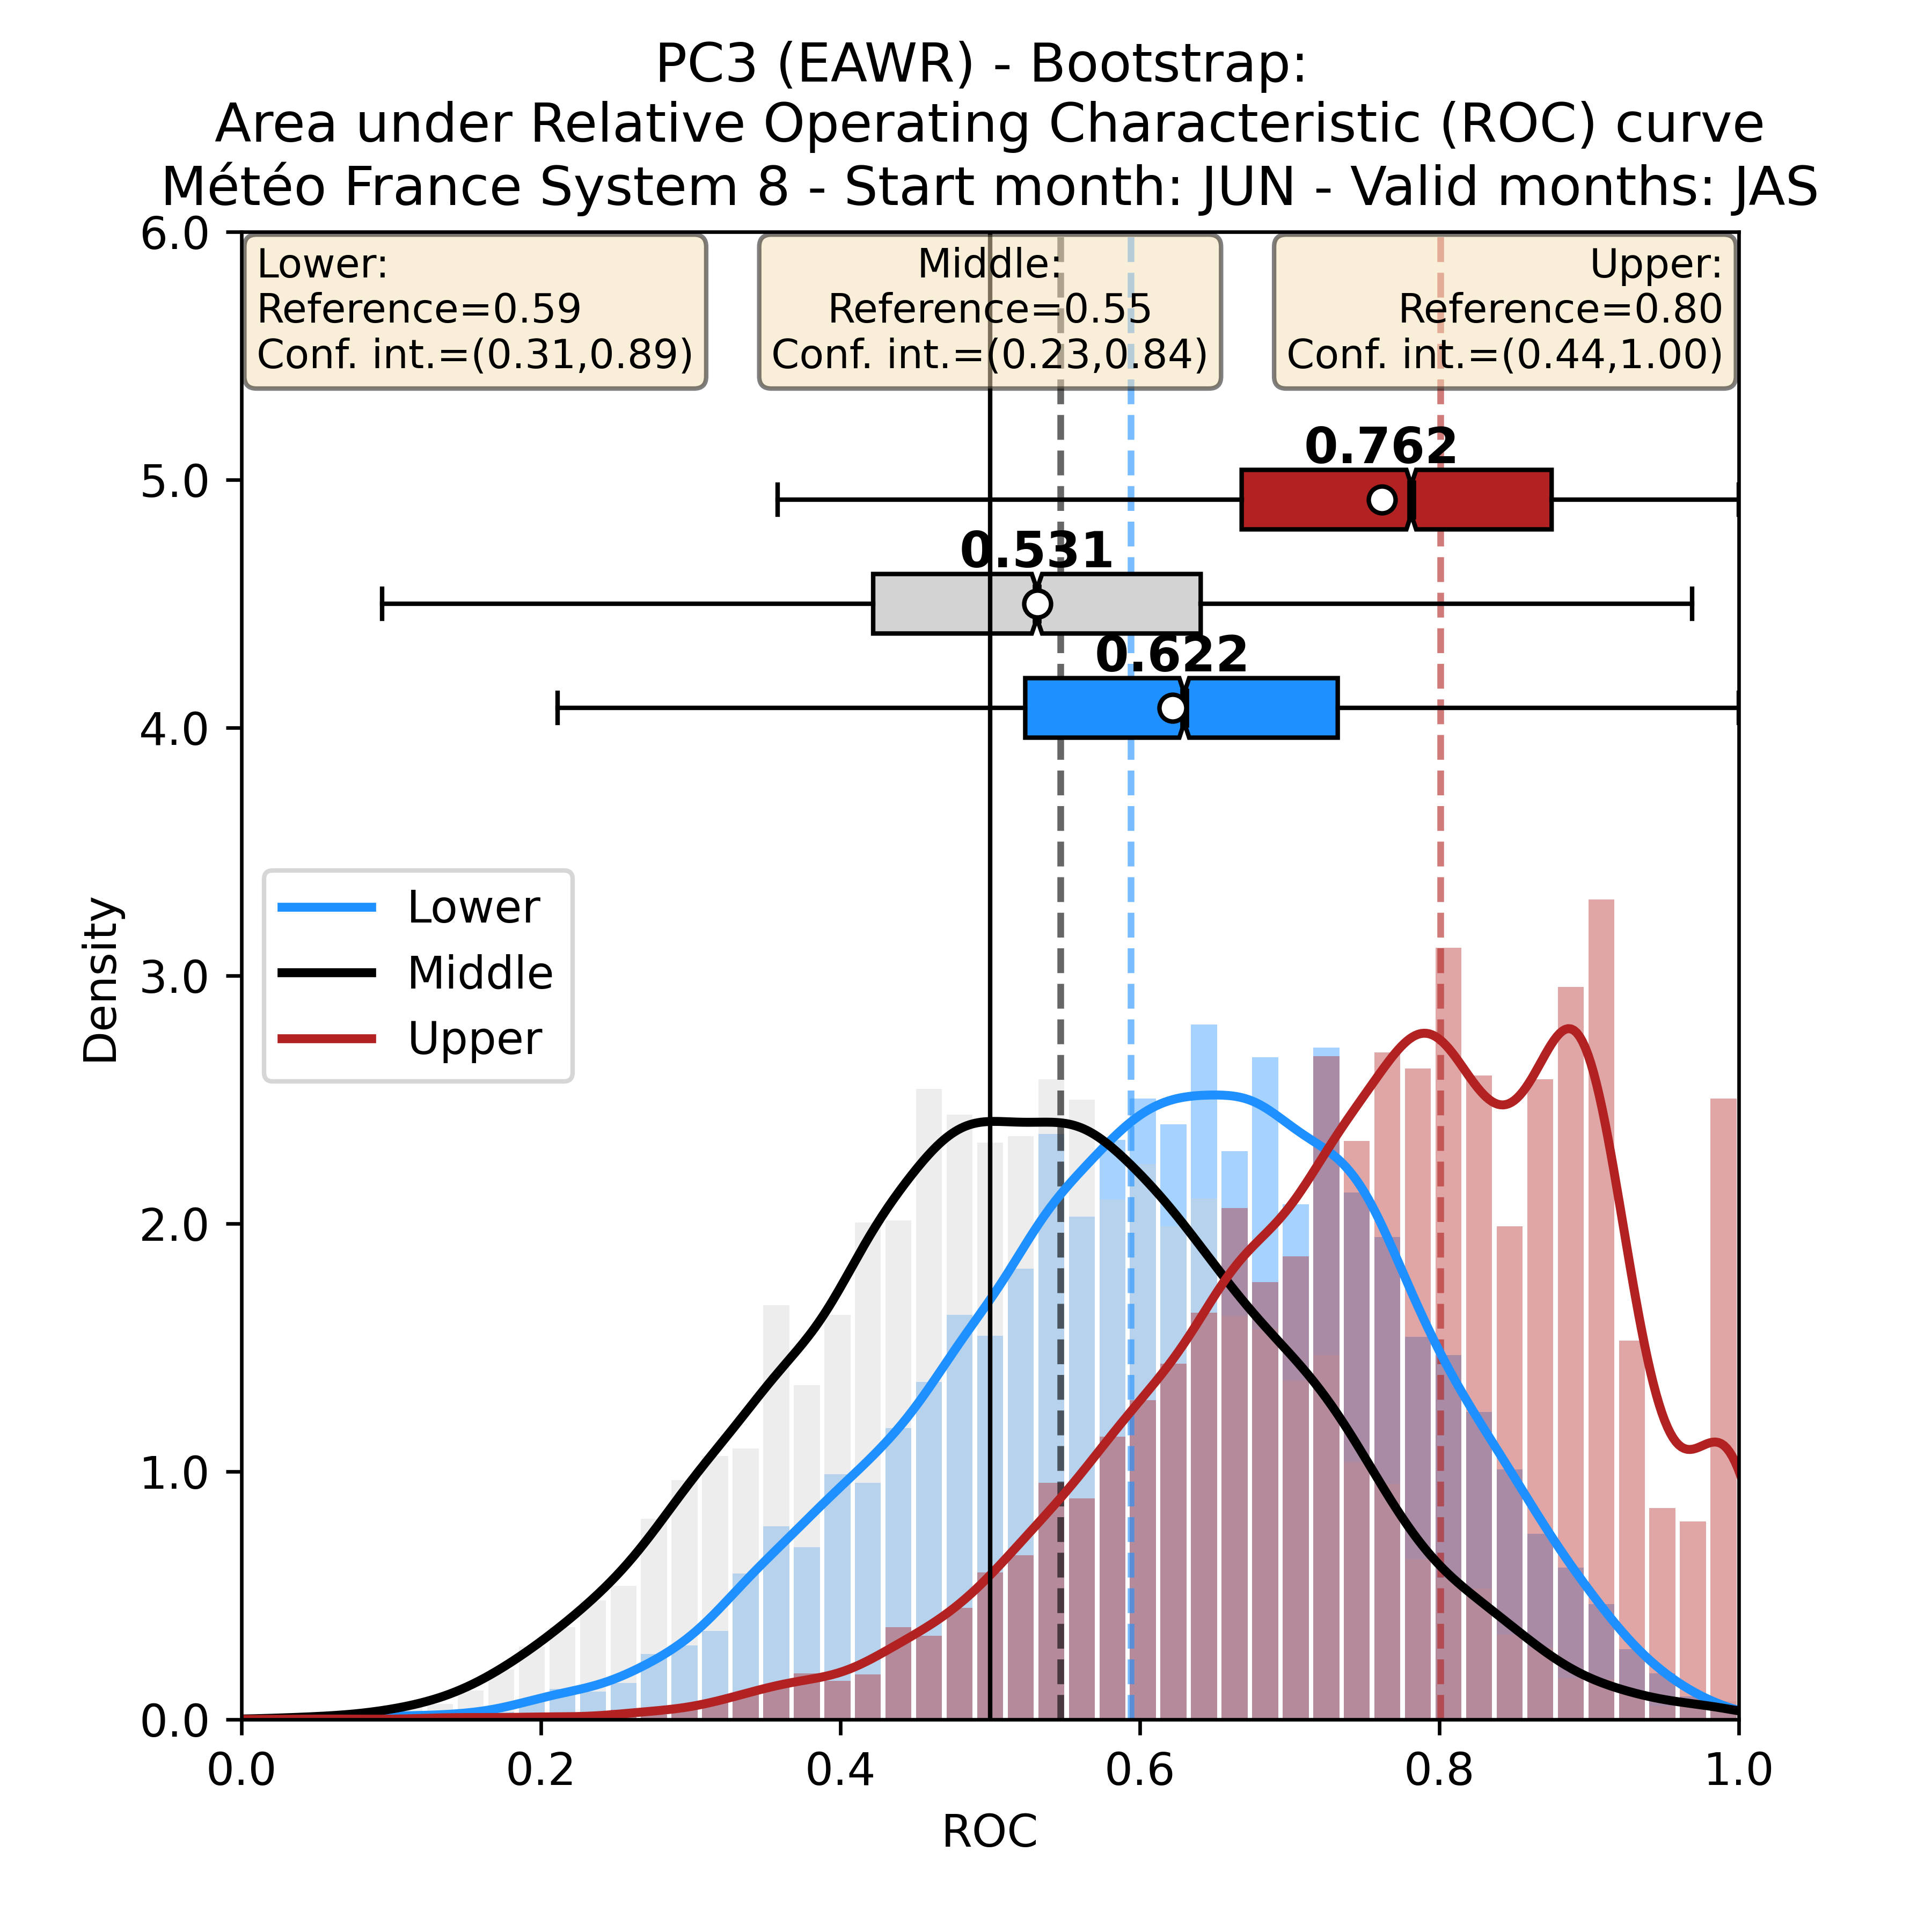 PC3 (EAWR) - Bootstrap:
Area under Relative Operating Characteristic (ROC) curve
Météo France System 8 - Start month: JUN - Valid months: JAS
Lower:
Reference=0.59
Conf. int.=(0.31,0.89)
Middle:
Reference=0.55
Conf. int.=(0.23,0.84)
Upper:
Reference=0.80
Conf. int.=(0.44,1.00)
0.762
0.531
0.622
Lower
Middle
Upper
Density
6.0
5.0
4.0
3.0
2.0
1.0
0.0
0.0 0.2 0.4 0.6 0.8 1.0
ROC